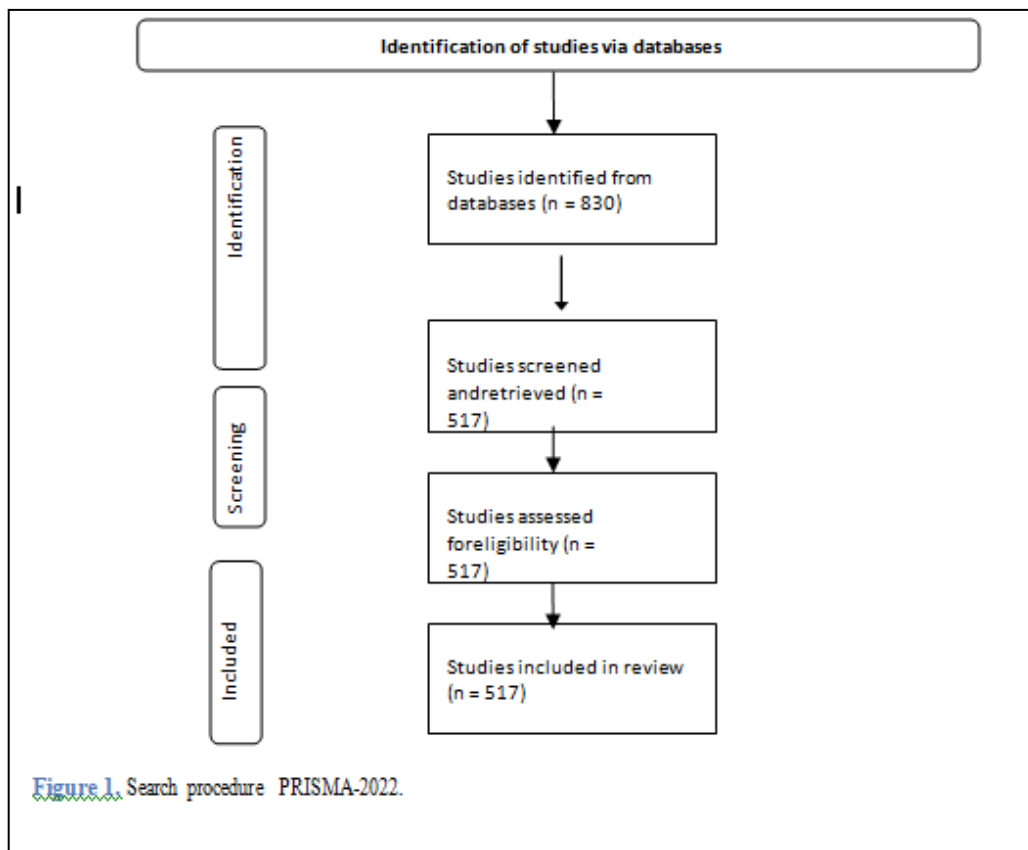 Identification of studies via databases
Identification
Studies identified from
databases (n = 830)
Studies screened
andretrieved (n =
517)
Screening
Studies assessed
foreligibility (n =
517)
Included
Studies included in review
(n = 517)
Figure 1. Search procedure PRISMA-2022.